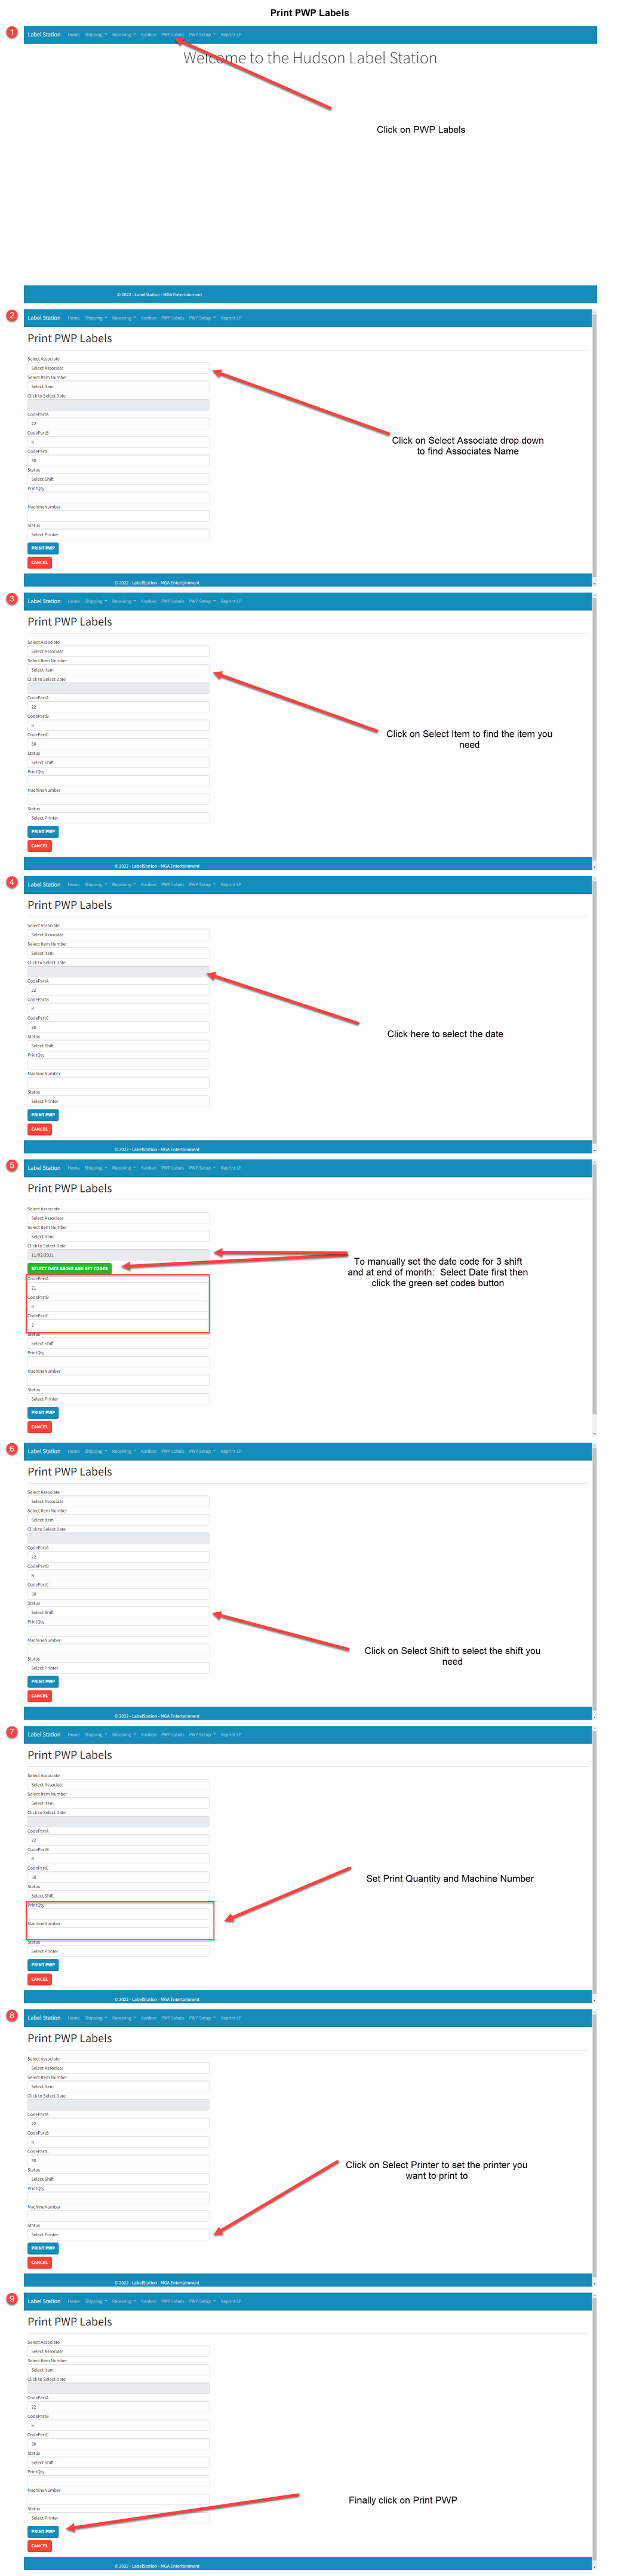 Print PWP Labels
1
Label Station Home Shipping Receiving Kanban PWP Labels PWP Setup Reprint LP
Welcome to the Hudson Label Station
Click on PWP Labels
© 2022 - LabelStation - MGA Entertainment
2
Label Station Home Shipping Receiving Kanban PWP Labels PWP Setup Reprint LP
Print PWP Labels
Select Associate
Select Associate
Select Item Number
Select Item
Click to Select Date
CodePartA
22
CodePartB
K
CodePartC
30
Status
Select Shift
PrintQty
MachineNumber
Status
Select Printer
PRINT PWP
CANCEL
Click on Select Associate drop down
to find Associates Name
© 2022 - LabelStation - MGA Entertainment
3
Label Station Home Shipping Receiving Kanban PWP Labels PWP Setup Reprint LP
Print PWP Labels
Select Associate
Select Associate
Select Item Number
Select Item
Click to Select Date
CodePartA
22
CodePartB
K
CodePartC
30
Status
Select Shift
PrintQty
MachineNumber
Status
Select Printer
PRINT PWP
CANCEL
Click on Select Item to find the item you
need
© 2022 - LabelStation - MGA Entertainment
4
Label Station Home Shipping Receiving Kanban PWP Labels PWP Setup Reprint LP
Print PWP Labels
Select Associate
Select Associate
Select Item Number
Select Item
Click to Select Date
CodePartA
22
CodePartB
K
CodePartC
30
Status
Select Shift
PrintQty
MachineNumber
Status
Select Printer
PRINT PWP
CANCEL
Click here to select the date
© 2022 - LabelStation - MGA Entertainment
5
Label Station Home Shipping Receiving Kanban PWP Labels PWP Setup Reprint LP
Print PWP Labels
Select Associate
Select Associate
Select Item Number
Select Item
Click to Select Date
11/02/2021
SELECT DATE ABOVE AND SET CODES
CodePartA
21
CodePartB
K
CodePartC
2
Status
Select Shift
PrintQty
MachineNumber
Status
Select Printer
PRINT PWP
CANCEL
To manually set the date code for 3 shift
and at end of month: Select Date first then
click the green set codes button
6
Label Station Home Shipping Receiving Kanban PWP Labels PWP Setup Reprint LP
Print PWP Labels
Select Associate
Select Associate
Select Item Number
Select Item
Click to Select Date
CodePartA
22
CodePartB
K
CodePartC
30
Status
Select Shift
PrintQty
MachineNumber
Status
Select Printer
PRINT PWP
CANCEL
Click on Select Shift to select the shift you
need
© 2022 - LabelStation - MGA Entertainment
7
Label Station Home Shipping Receiving Kanban PWP Labels PWP Setup Reprint LP
Print PWP Labels
Select Associate
Select Associate
Select Item Number
Select Item
Click to Select Date
CodePartA
22
CodePartB
K
CodePartC
30
Status
Select Shift
PrintQty
MachineNumber
Status
Select Printer
PRINT PWP
CANCEL
Set Print Quantity and Machine Number
© 2022 - LabelStation - MGA Entertainment
8
Label Station Home Shipping Receiving Kanban PWP Labels PWP Setup Reprint LP
Print PWP Labels
Select Associate
Select Associate
Select Item Number
Select Item
Click to Select Date
CodePartA
22
CodePartB
K
CodePartC
30
Status
Select Shift
PrintQty
MachineNumber
Status
Select Printer
PRINT PWP
CANCEL
Click on Select Printer to set the printer you
want to print to
© 2022 - LabelStation - MGA Entertainment
9
Label Station Home Shipping Receiving Kanban PWP Labels PWP Setup Reprint LP
Print PWP Labels
Select Associate
Select Associate
Select Item Number
Select Item
Click to Select Date
CodePartA
22
CodePartB
K
CodePartC
30
Status
Select Shift
PrintQty
MachineNumber
Status
Select Printer
PRINT PWP
CANCEL
Finally click on Print PWP
© 2022 - LabelStation - MGA Entertainment